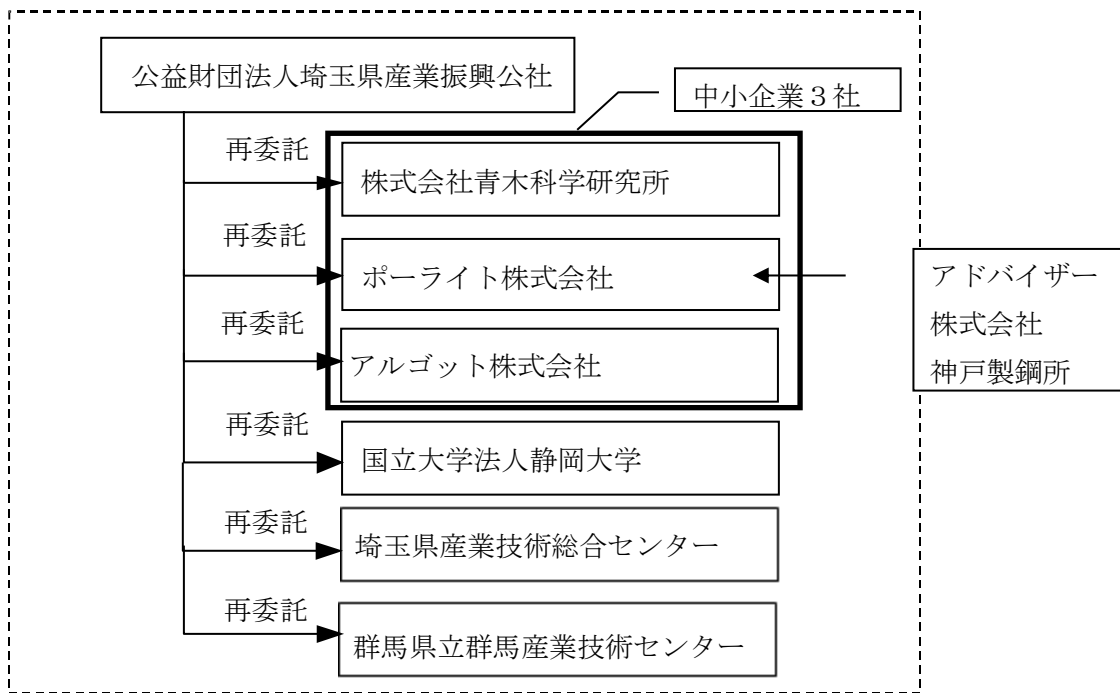 公益財団法人埼玉県産業振興公社
中小企業３社
再委託
株式会社青木科学研究所
再委託
ポーライト株式会社
再委託
アルゴット株式会社
アドバイザー
株式会社
神戸製鋼所
再委託
国立大学法人静岡大学
再委託
埼玉県産業技術総合センター
再委託
群馬県立群馬産業技術センター